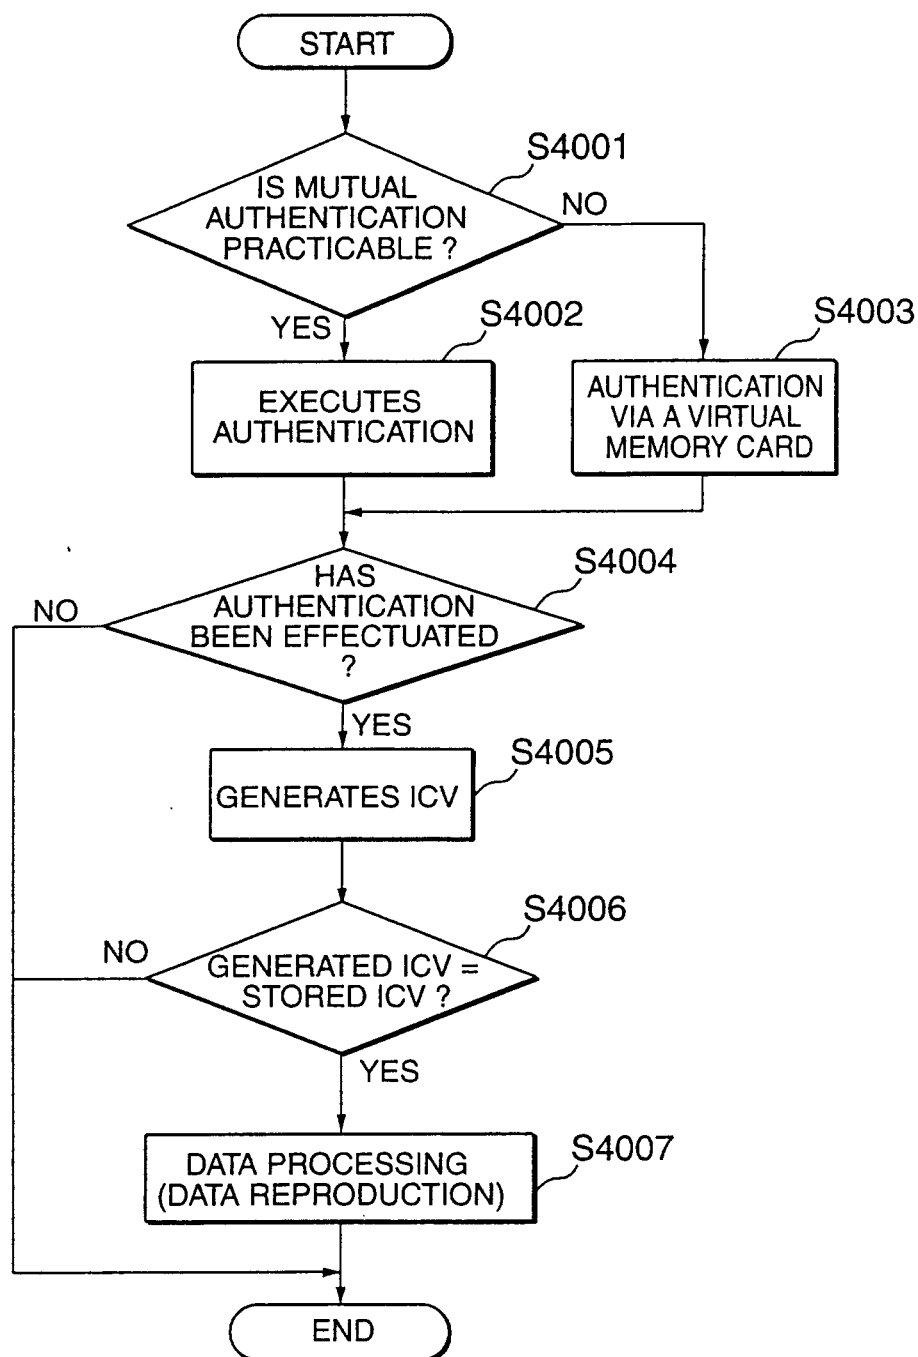 START
S4001
IS MUTUAL
AUTHENTICATION
PRACTICABLE ?
NO
YES
S4002
S4003
EXECUTES
AUTHENTICATION
AUTHENTICATION
VIA A VIRTUAL
MEMORY CARD
S4004
HAS
AUTHENTICATION
BEEN EFFECTUATED
?
NO
YES
S4005
GENERATES ICV
S4006
NO
GENERATED ICV =
STORED ICV ?
YES
S4007
DATA PROCESSING
(DATA REPRODUCTION)
END